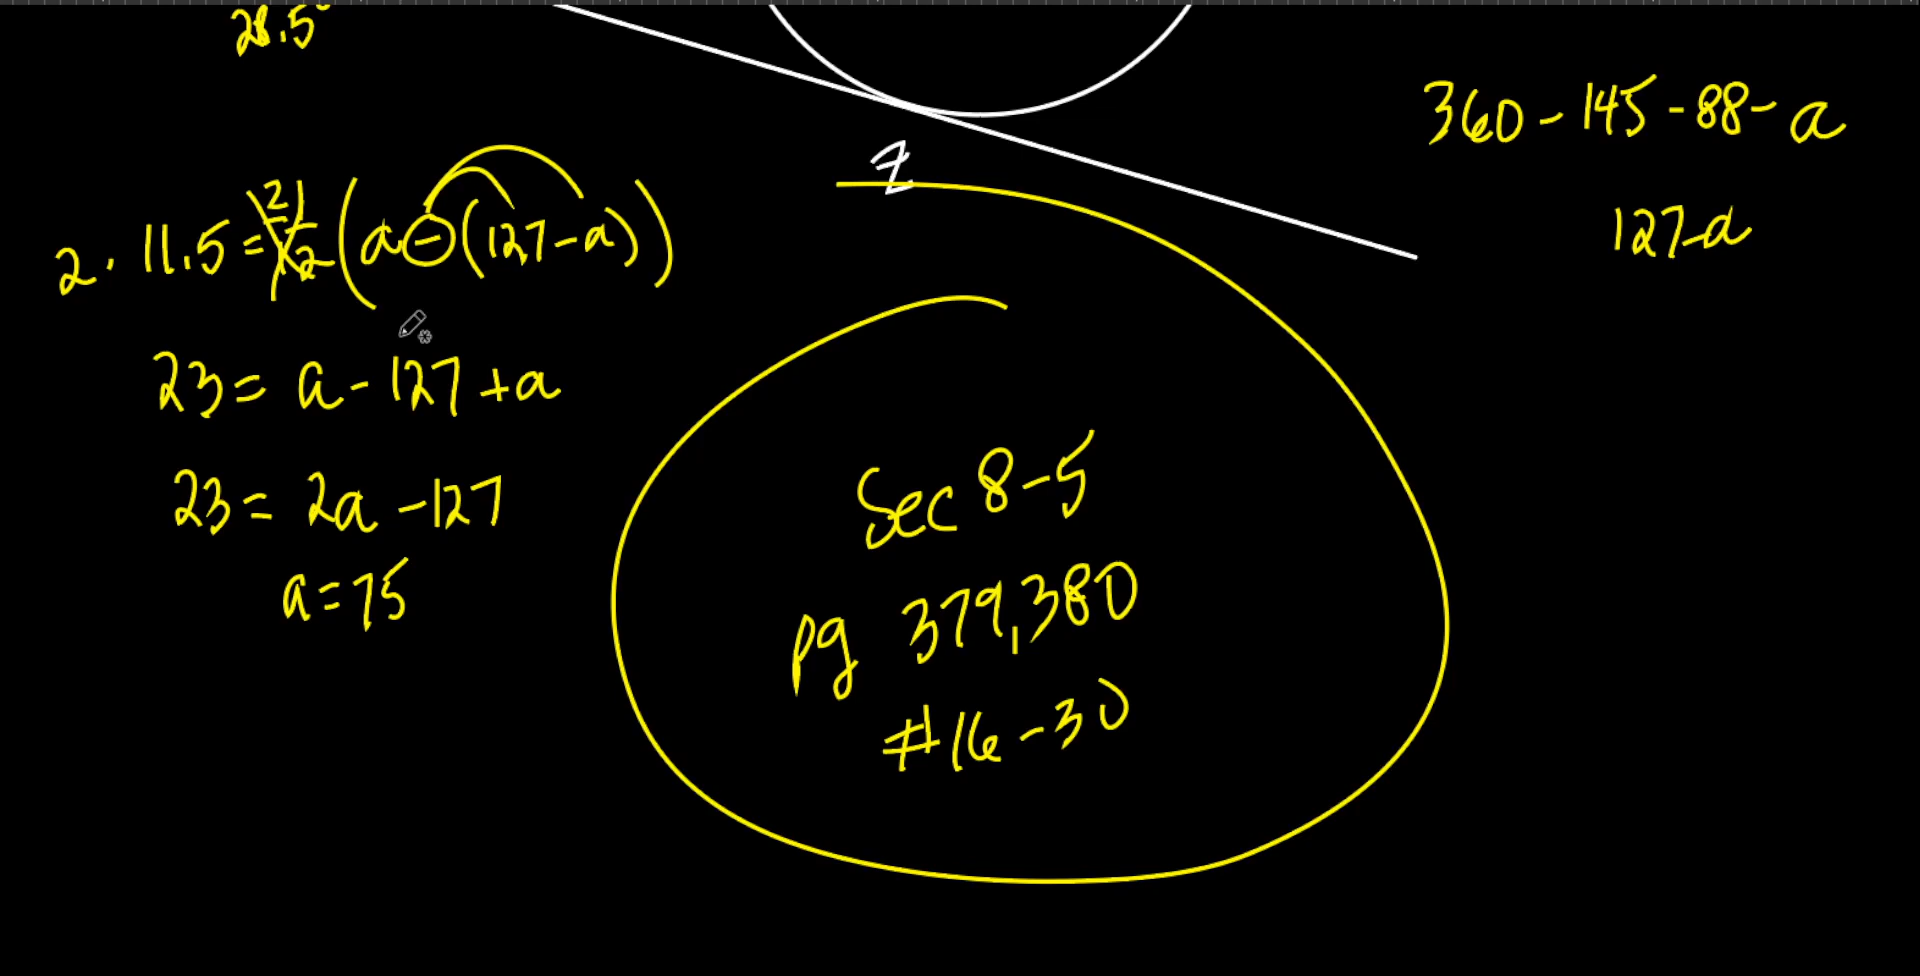 28.5°
360 - 145 - 88 - a
127-a
Z
2 · 11.5 = 2 · 1/2 (a - (127 - a))
23 = a - 127 + a
23 = 2a - 127
a = 75
Sec 8-5
pg 379,380
#16-30